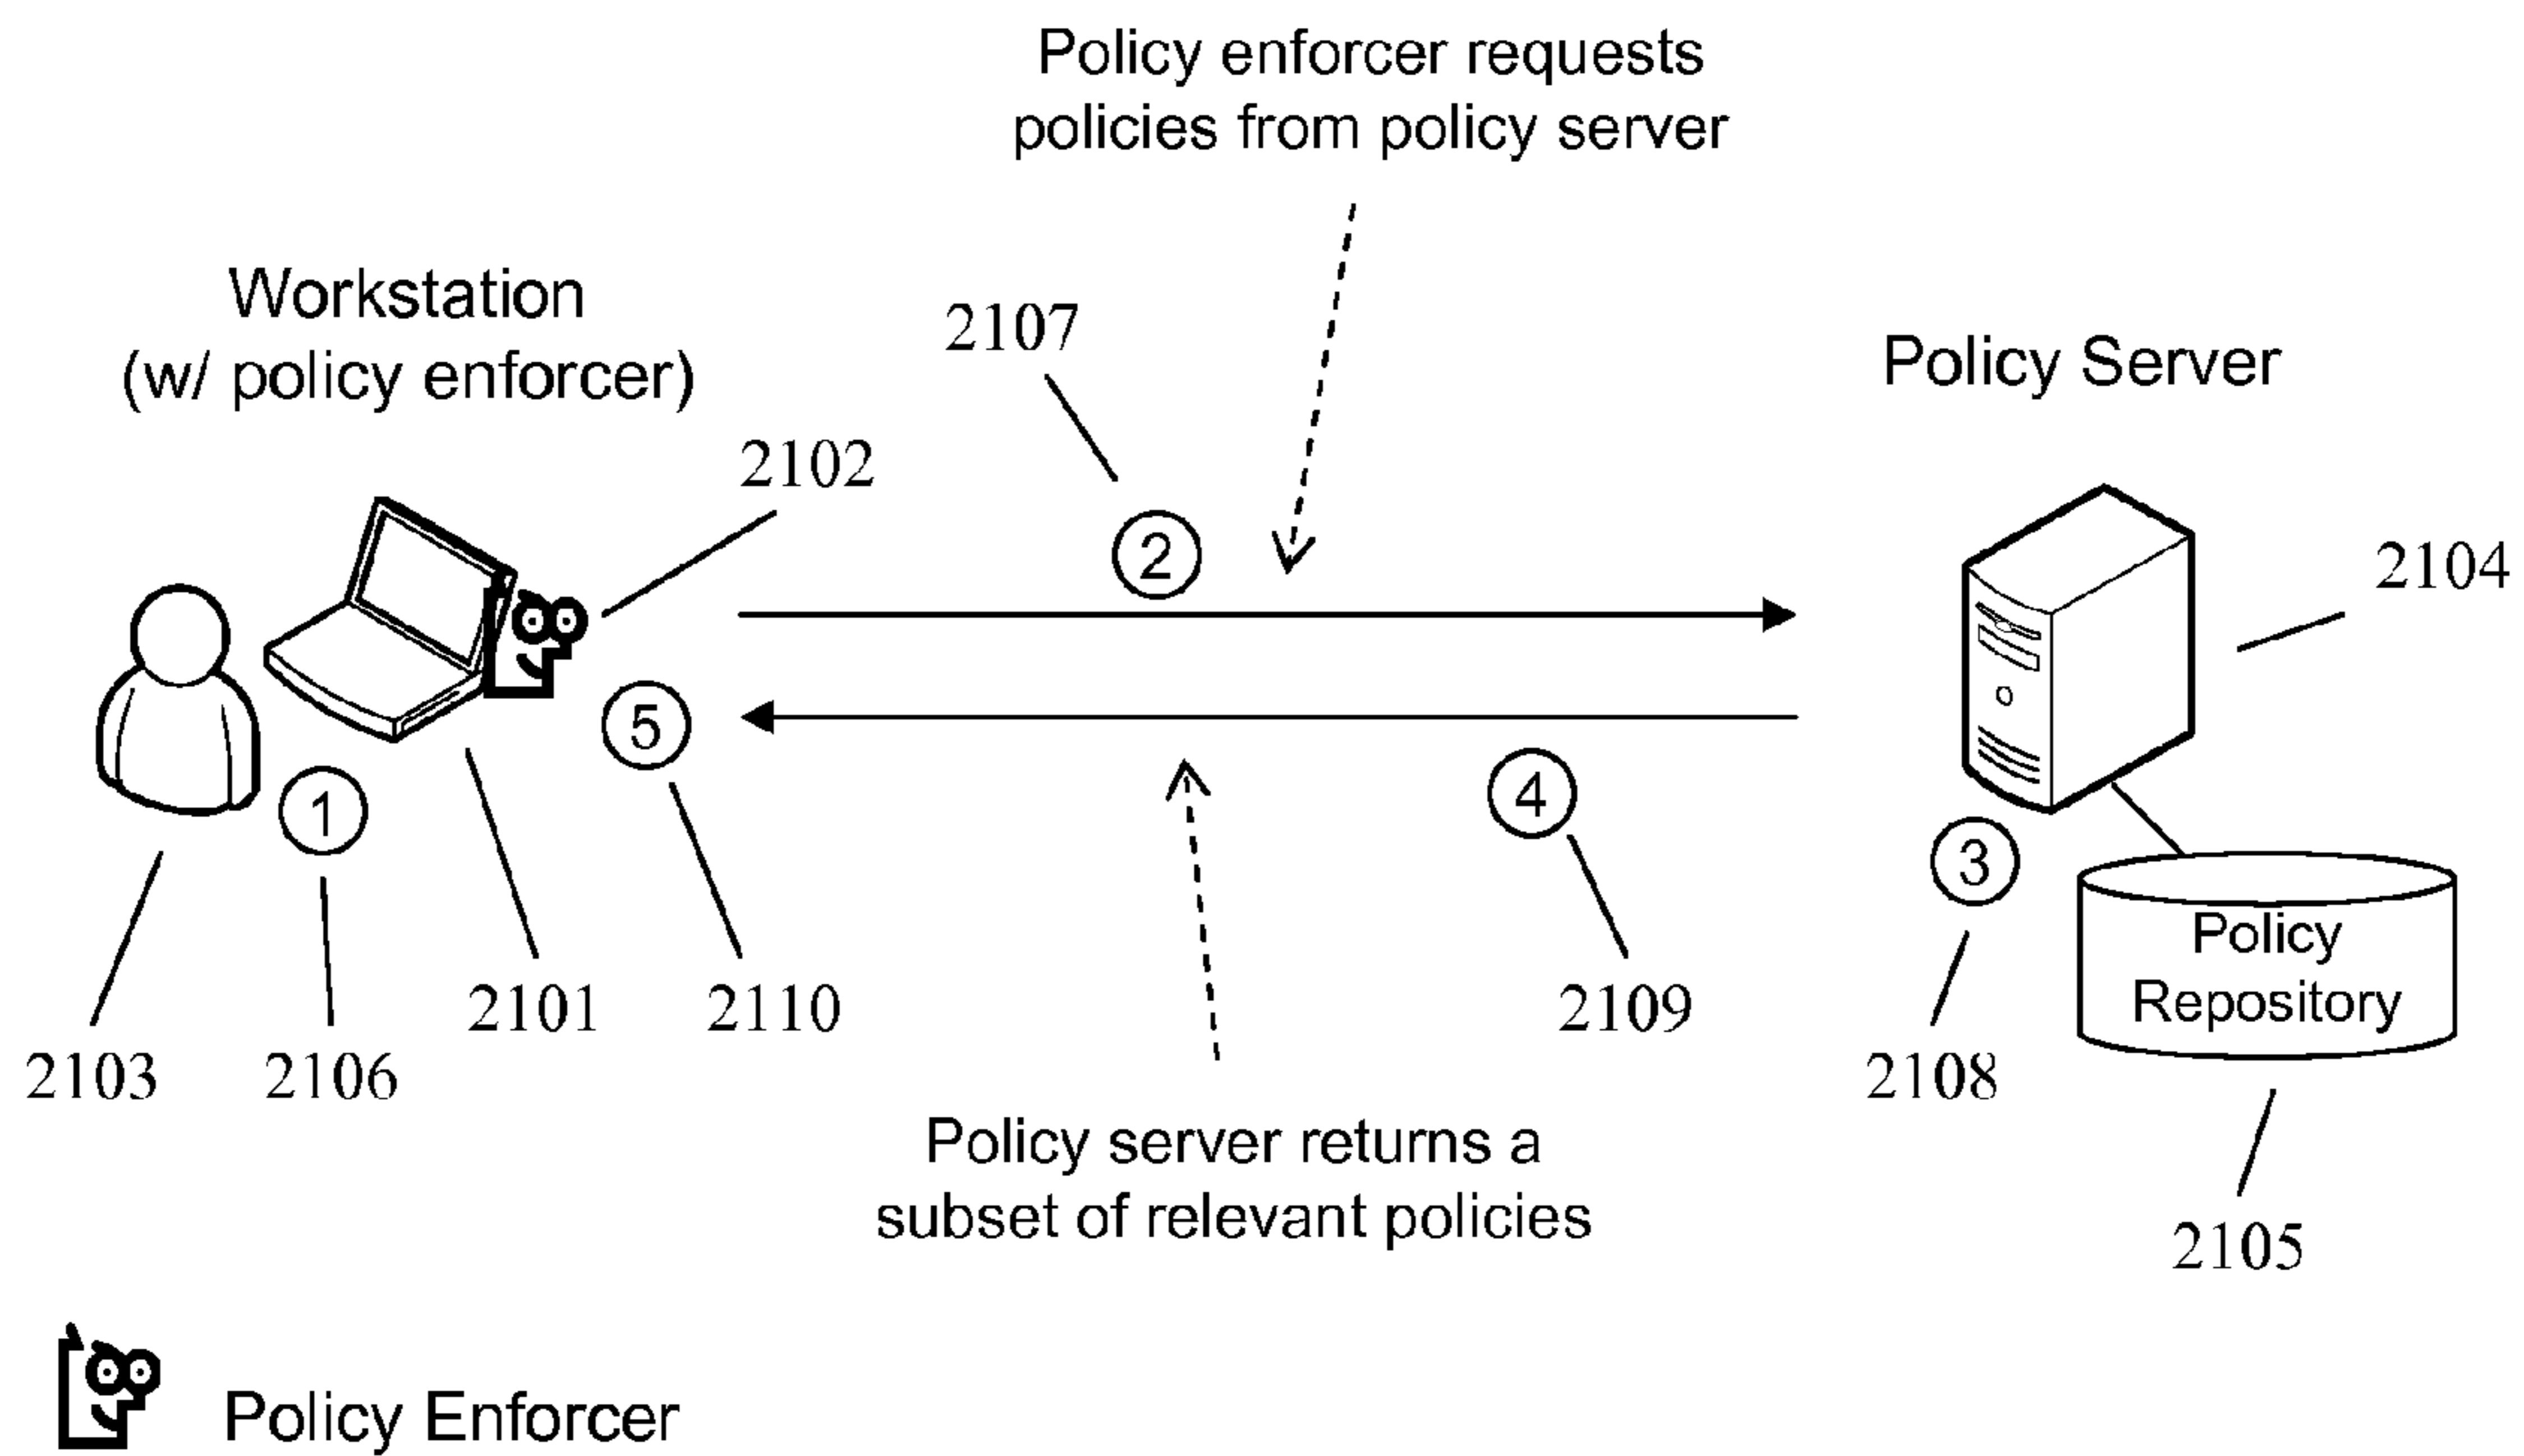 Policy enforcer requests
policies from policy server
Workstation
(w/ policy enforcer)
2107
Policy Server
2102
2
2104
5
4
1
3
Policy
Repository
2103
2106
2101
2110
2109
2108
2105
Policy server returns a
subset of relevant policies
Policy Enforcer